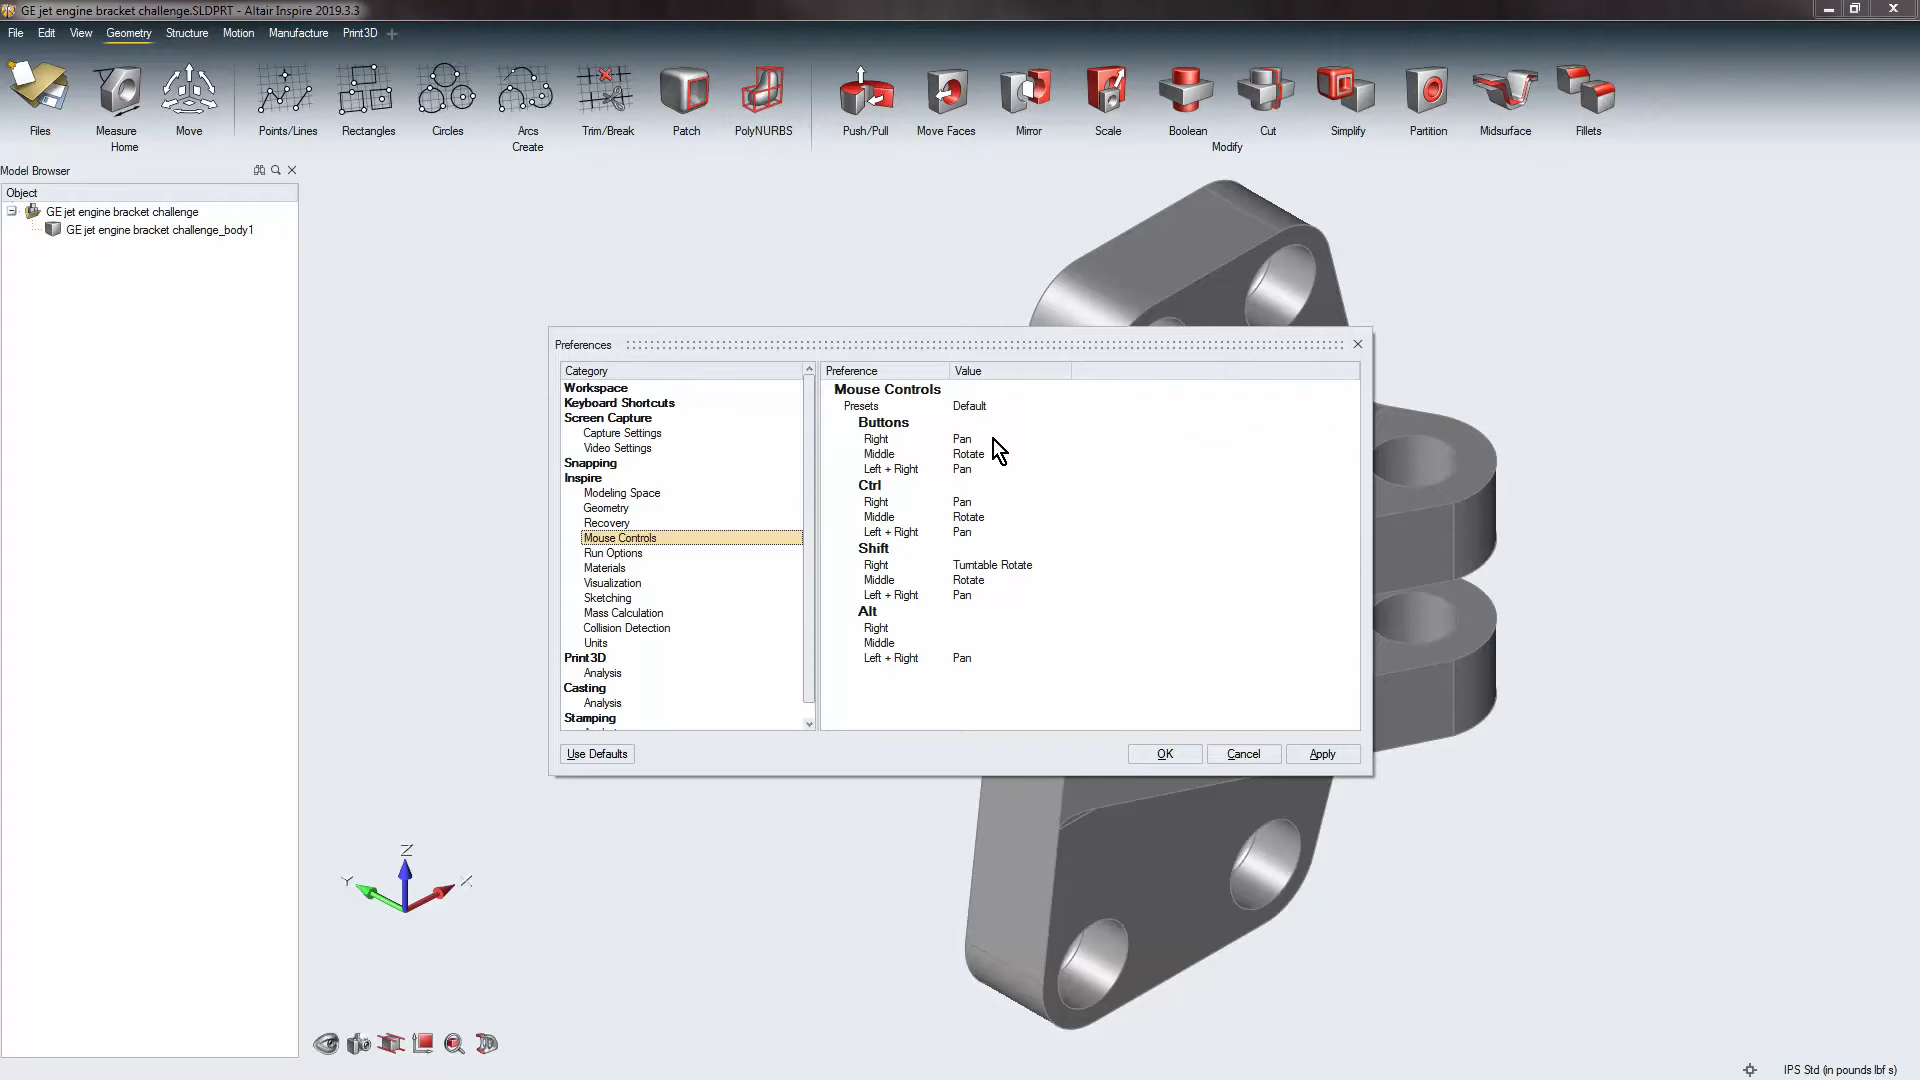 GE jet engine bracket challenge.SLDPRT - Altair Inspire 2019.3.3
File Edit View Geometry Structure Motion Manufacture Print3D
Files Measure Move Points/Lines Rectangles Circles Arcs Trim/Break Patch PolyNURBS Push/Pull Move Faces Mirror Scale Boolean Cut Simplify Partition Midsurface Fillets
Home Create Modify
Model Browser
Object
GE jet engine bracket challenge
GE jet engine bracket challenge_body1
Preferences
Category
Workspace
Keyboard Shortcuts
Screen Capture
Capture Settings
Video Settings
Snapping
Inspire
Modeling Space
Geometry
Recovery
Mouse Controls
Run Options
Materials
Visualization
Sketching
Mass Calculation
Collision Detection
Units
Print3D
Analysis
Casting
Analysis
Stamping
Preference Value
Mouse Controls
Presets Default
Buttons
Right Pan
Middle Rotate
Left + Right Pan
Ctrl
Right Pan
Middle Rotate
Left + Right Pan
Shift
Right Turntable Rotate
Middle Rotate
Left + Right Pan
Alt
Right
Middle
Left + Right Pan
Use Defaults OK Cancel Apply
Z
Y X
IPS Std (in pounds lbf s)